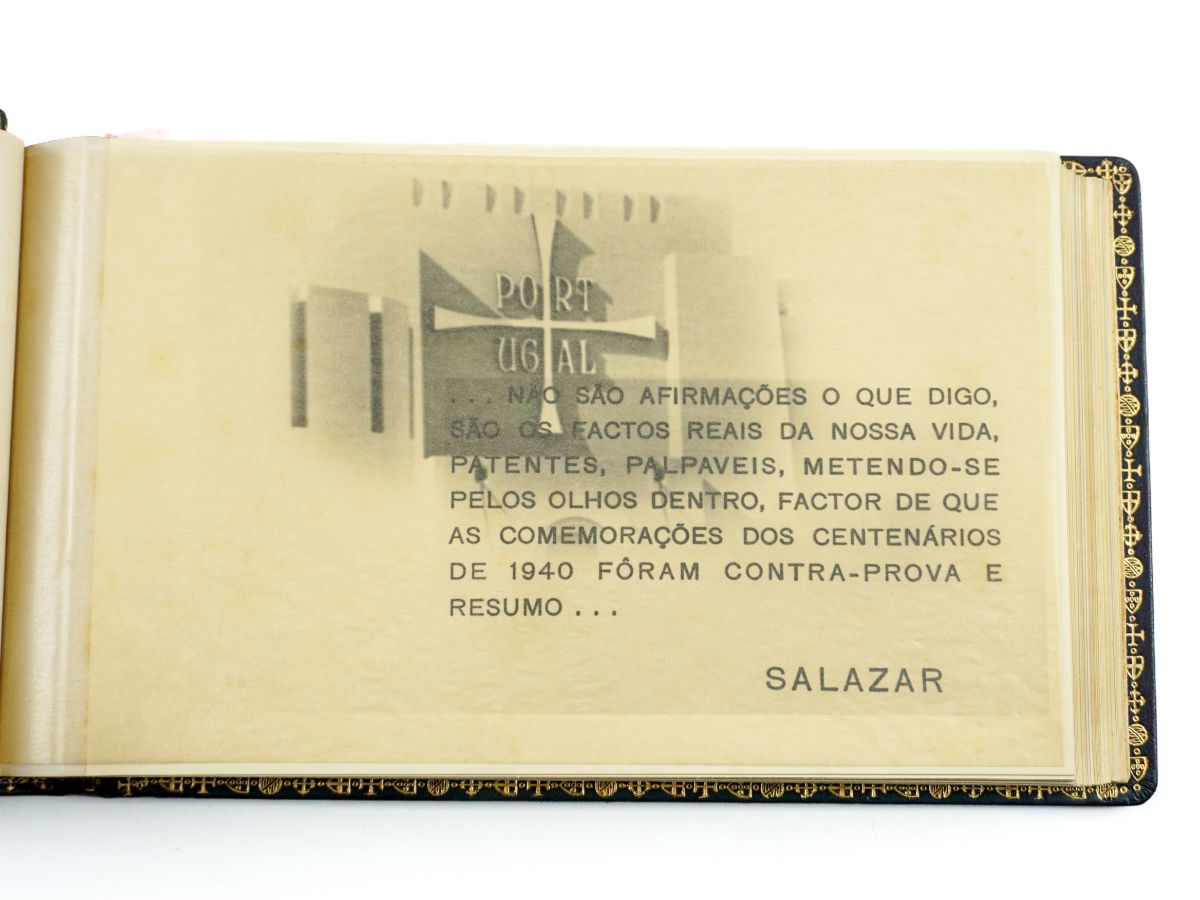 PORT
UGAL
... NÃO SÃO AFIRMAÇÕES O QUE DIGO,
SÃO OS FACTOS REAIS DA NOSSA VIDA,
PATENTES, PALPAVEIS, METENDO-SE
PELOS OLHOS DENTRO, FACTOR DE QUE
AS COMEMORAÇÕES DOS CENTENÁRIOS
DE 1940 FÔRAM CONTRA-PROVA E
RESUMO ...
SALAZAR